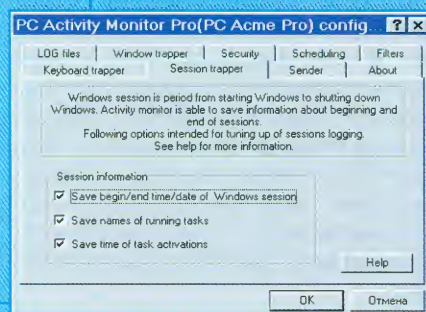 PC Activity Monitor Pro(PC Acme Pro) config...
LOG files Window trapper Security Scheduling Filters
Keyboard trapper Session trapper Sender About
Windows session is period from starting Windows to shutting down
Windows. Activity monitor is able to save information about beginning and
end of sessions.
Following options intended for tuning up of sessions logging.
See help for more information.
Session information
Save begin/end time/date of Windows session
Save names of running tasks
Save time of task activations
Help
OK Отмена